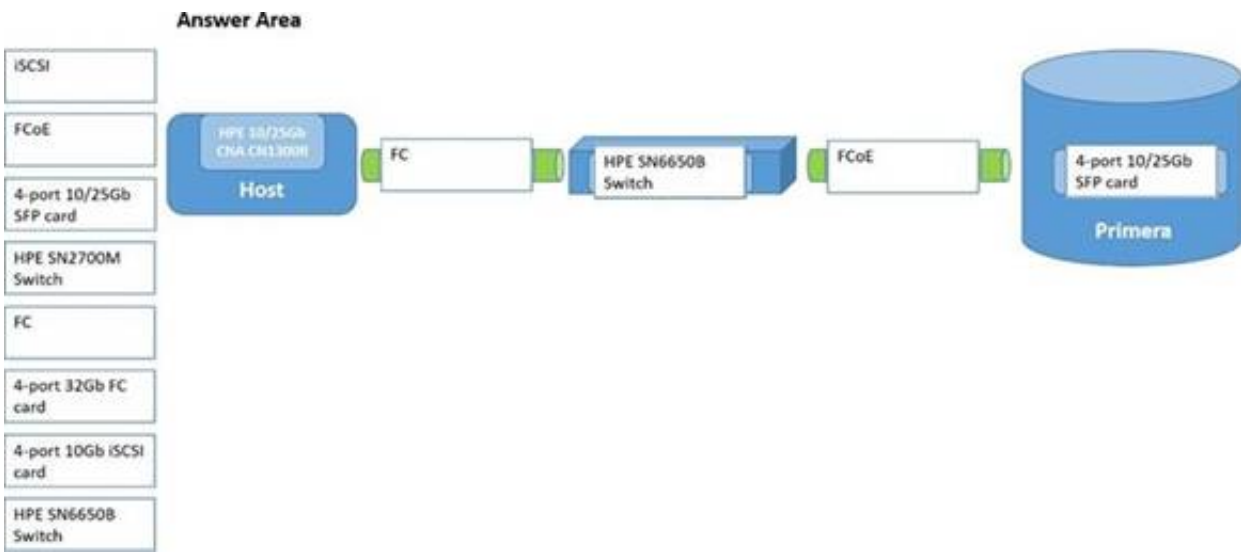 Answer Area
iSCSI
FCoE
4-port 10/25Gb
SFP card
HPE SN2700M
Switch
FC
4-port 32Gb FC
card
4-port 10Gb iSCSI
card
HPE SN6650B
Switch
HPE 10/25Gb
CNA CN1300R
Host
FC
HPE SN6650B
Switch
FCoE
4-port 10/25Gb
SFP card
Primera